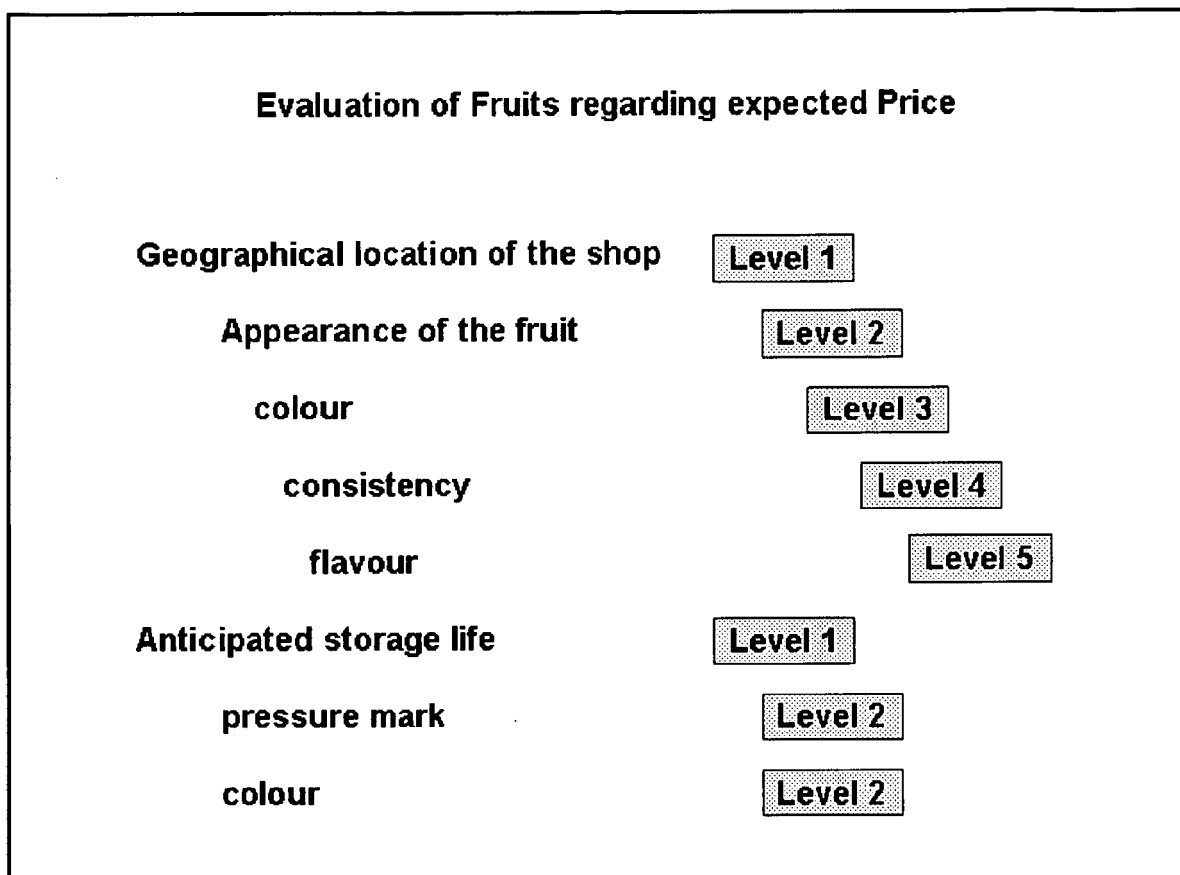 Evaluation of Fruits regarding expected Price
Geographical location of the shop Level 1
Appearance of the fruit Level 2
colour Level 3
consistency Level 4
flavour Level 5
Anticipated storage life Level 1
pressure mark Level 2
colour Level 2